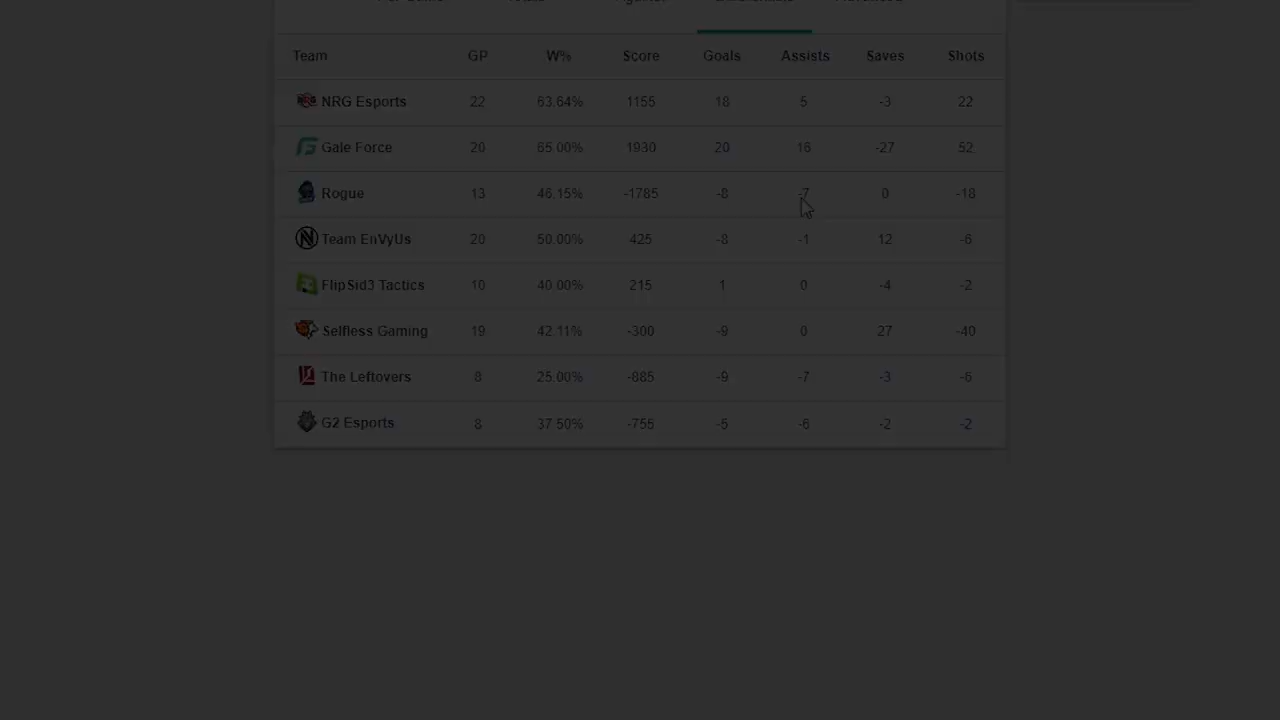 Team GP W% Score Goals Assists Saves Shots
NRG Esports 22 63.64% 1155 18 5 -3 22
Gale Force 20 65.00% 1930 20 16 -27 52
Rogue 13 46.15% -1785 -8 -7 0 -18
Team EnVyUs 20 50.00% 425 -8 -1 12 -6
FlipSid3 Tactics 10 40.00% 215 1 0 -4 -2
Selfless Gaming 19 42.11% -300 -9 0 27 -40
The Leftovers 8 25.00% -885 -9 -7 -3 -6
G2 Esports 8 37.50% -755 -5 -6 -2 -2